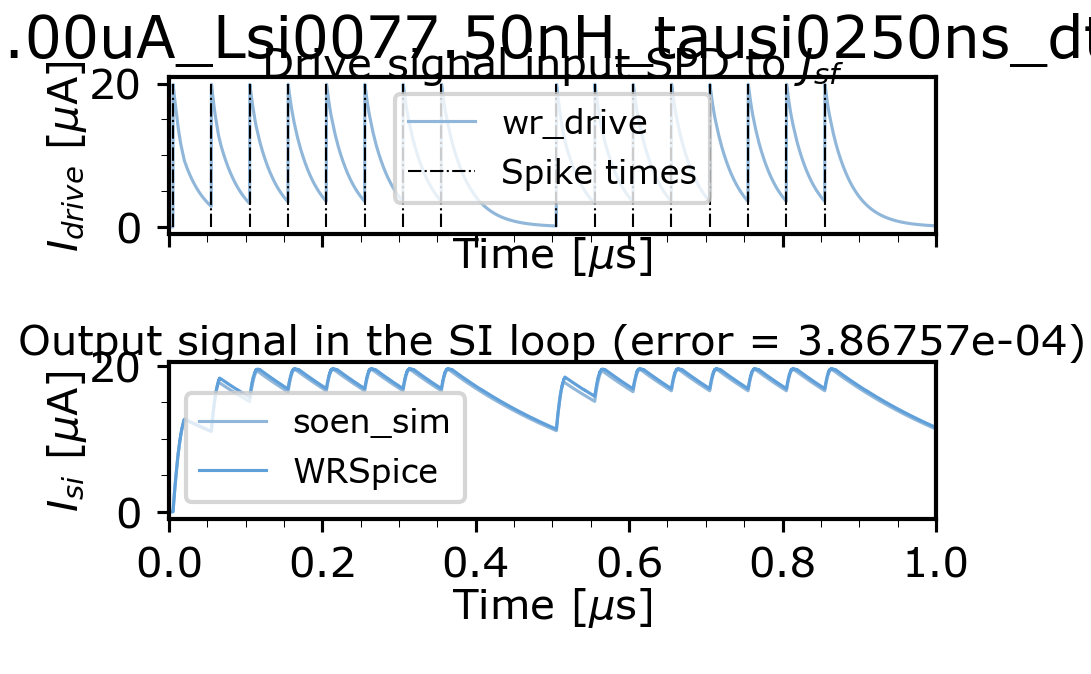 .00uA_Lsi0077.50nH_tausi0250ns_dt
Drive signal input SPD to J_sf
I_drive [μA]
20
0
wr_drive
Spike times
Time [μs]
Output signal in the SI loop (error = 3.86757e-04)
I_si [μA]
20
0
soen_sim
WRSpice
0.0 0.2 0.4 0.6 0.8 1.0
Time [μs]